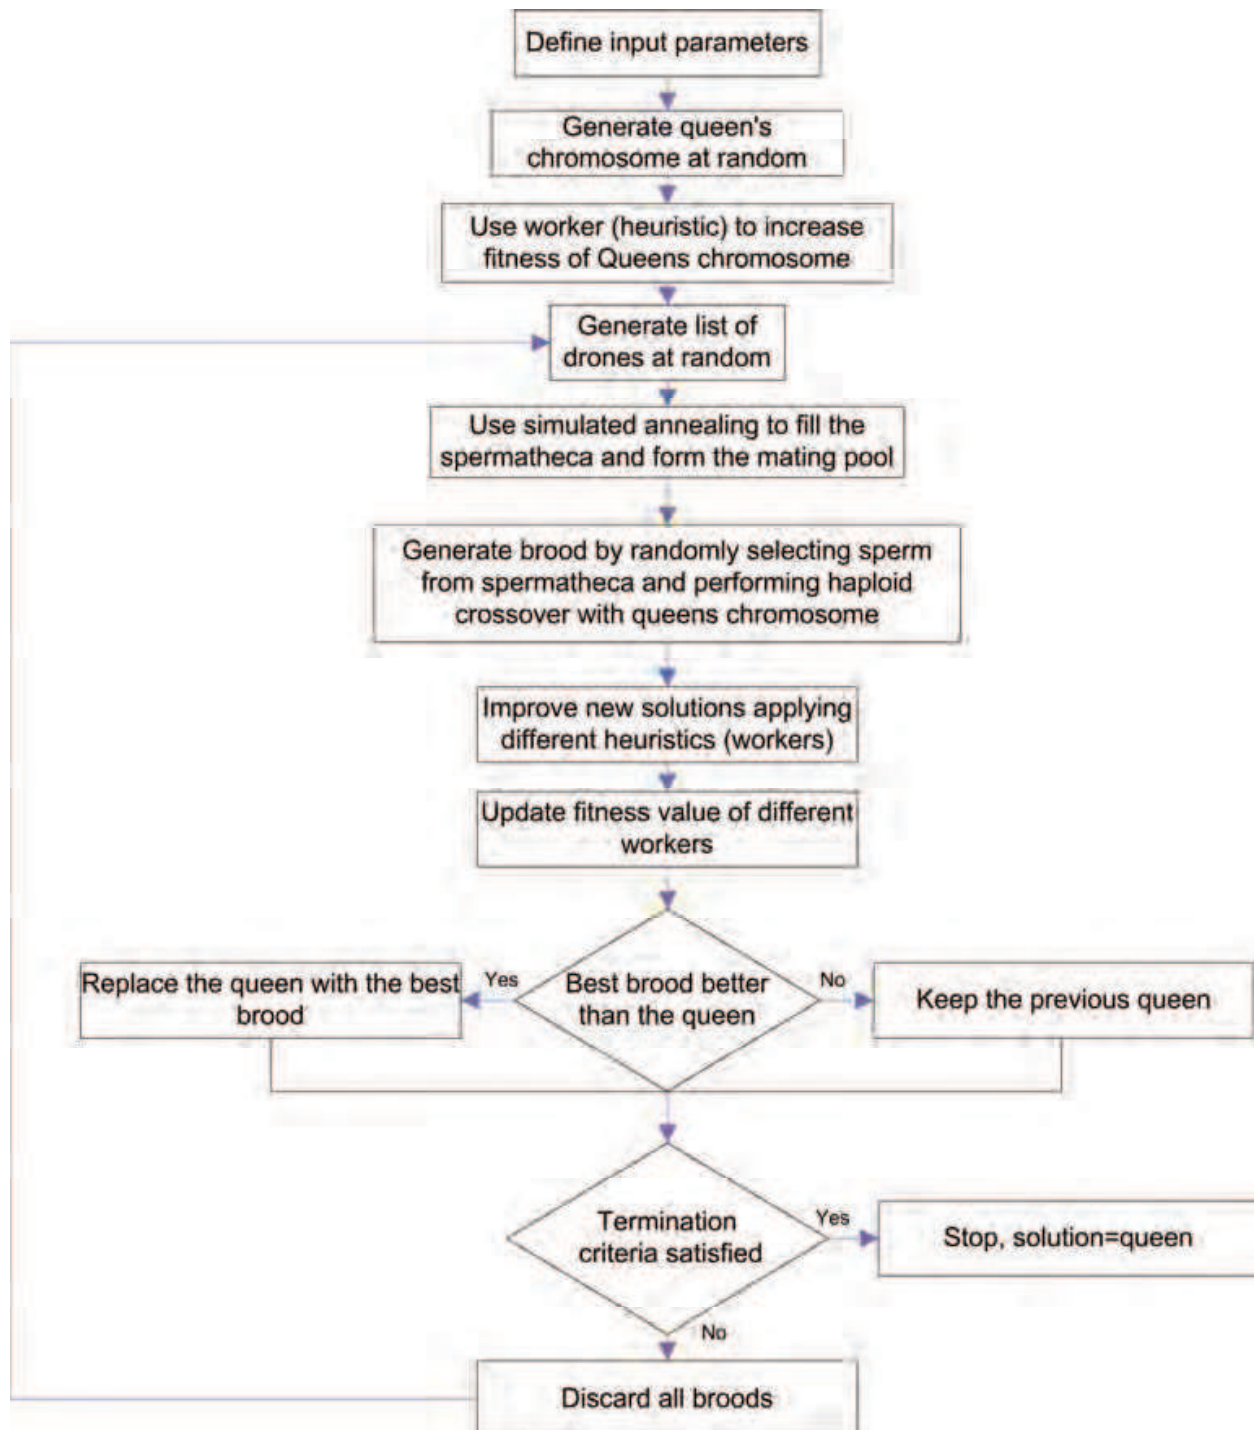 Define input parameters
Generate queen's
chromosome at random
Use worker (heuristic) to increase
fitness of Queens chromosome
Generate list of
drones at random
Use simulated annealing to fill the
spermatheca and form the mating pool
Generate brood by randomly selecting sperm
from spermatheca and performing haploid
crossover with queens chromosome
Improve new solutions applying
different heuristics (workers)
Update fitness value of different
workers
Replace the queen with the best
brood
Yes
Best brood better
than the queen
No
Keep the previous queen
Termination
criteria satisfied
Yes
Stop, solution=queen
No
Discard all broods